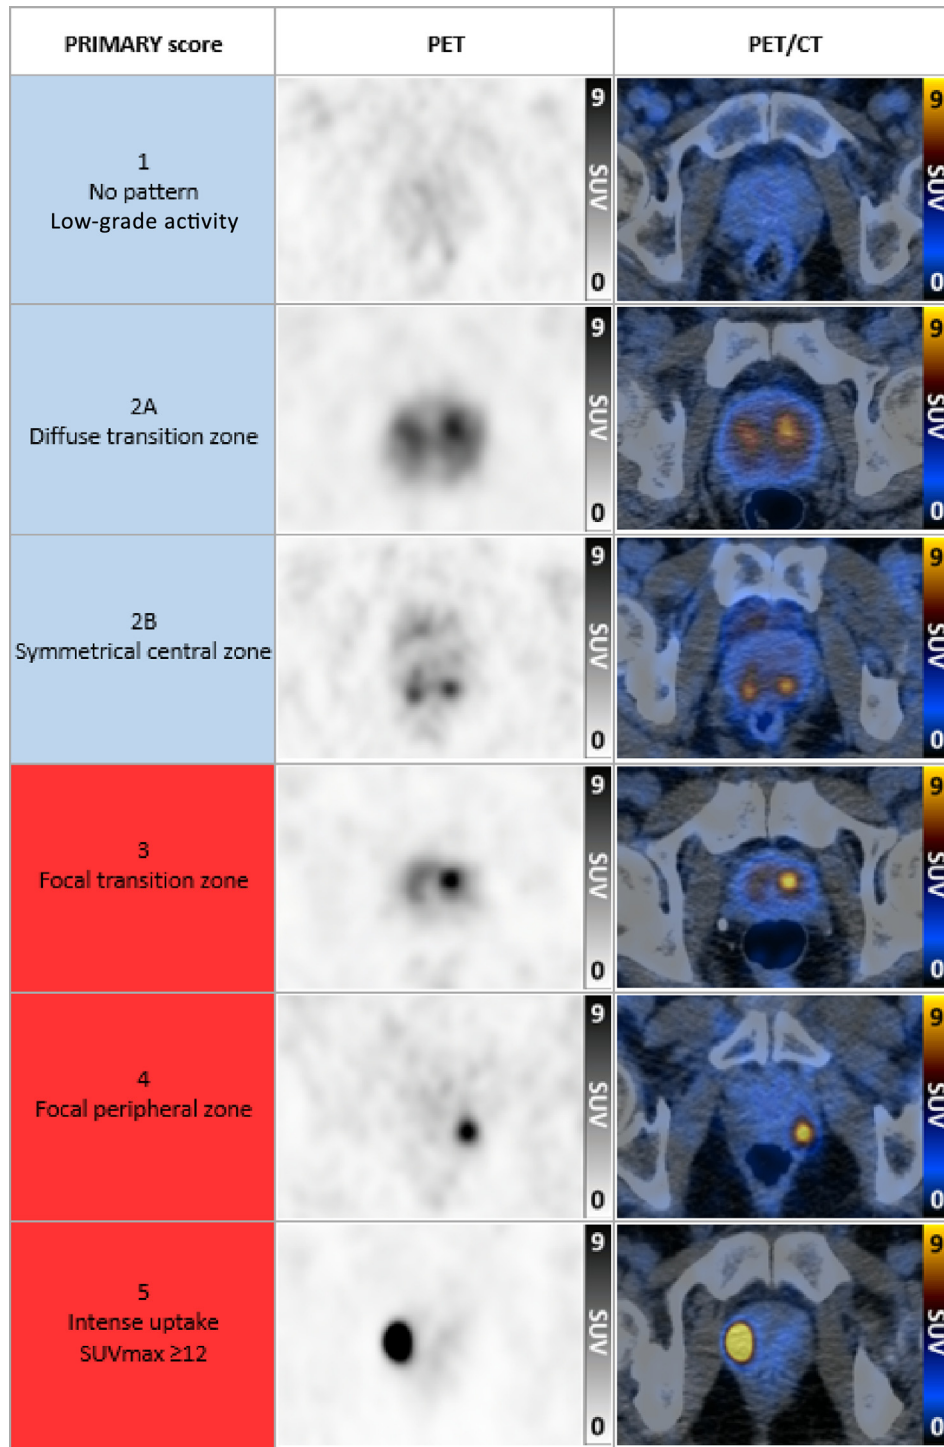 PRIMARY score
PET
PET/CT
1
No pattern
Low-grade activity
9
SUV
0
9
SUV
0
2A
Diffuse transition zone
9
SUV
0
9
SUV
0
2B
Symmetrical central zone
9
SUV
0
9
SUV
0
3
Focal transition zone
9
SUV
0
9
SUV
0
4
Focal peripheral zone
9
SUV
0
9
SUV
0
5
Intense uptake
SUVmax ≥12
9
SUV
0
9
SUV
0